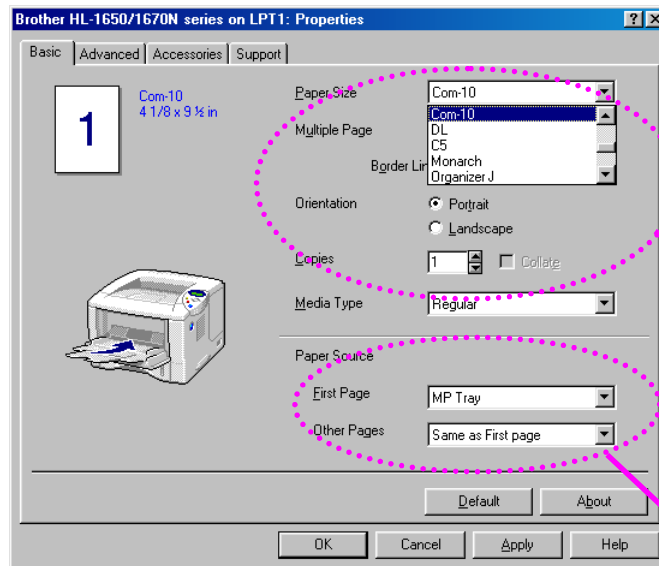 Brother HL-1650/1670N series on LPT1: Properties
Basic Advanced Accessories Support
1
Com-10
4 1/8 x 9 ½ in
Paper Size Com-10
Com-10
DL
C5
Monarch
Organizer J
Multiple Page
Border Lin
Orientation
Portrait
Landscape
Copies 1 Collate
Media Type Regular
Paper Source
First Page MP Tray
Other Pages Same as First page
Default About
OK Cancel Apply Help